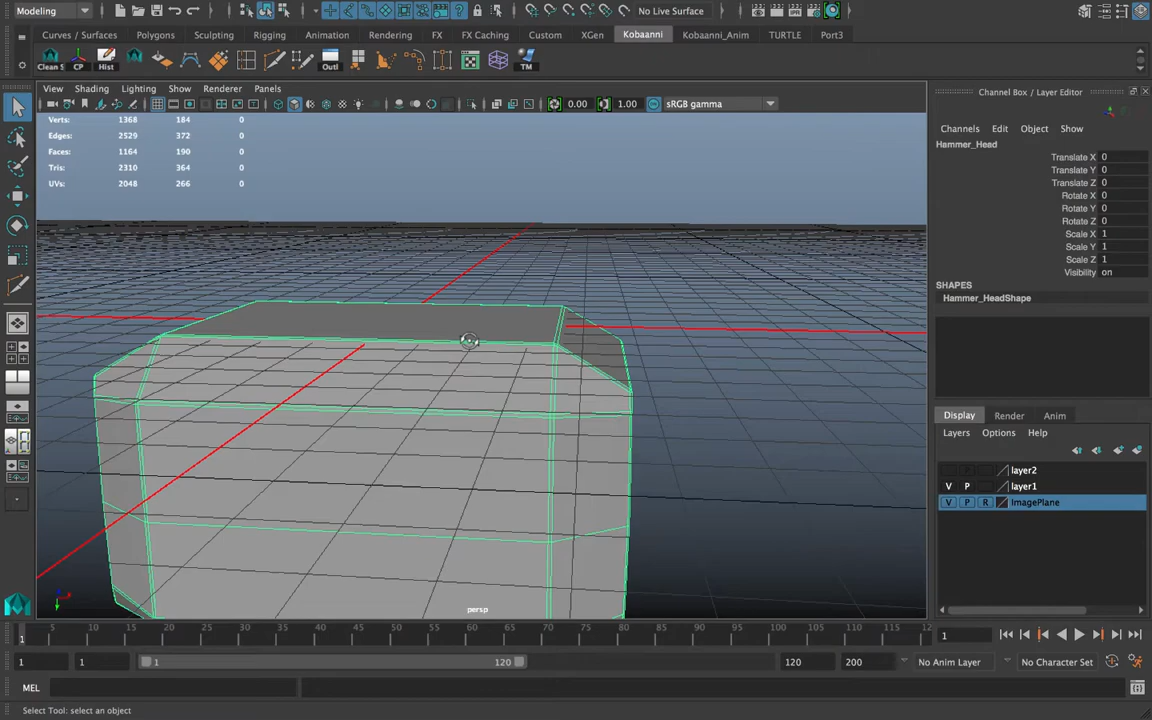 Modeling No Live Surface
Curves / Surfaces Polygons Sculpting Rigging Animation Rendering FX FX Caching Custom XGen Kobaanni Kobaanni_Anim TURTLE Port3
Clean S CP Hist Outl TM
View Shading Lighting Show Renderer Panels
0.00 1.00 sRGB gamma
Verts: 1368 184 0
Edges: 2529 372 0
Faces: 1164 190 0
Tris: 2310 364 0
UVs: 2048 266 0
persp
Channel Box / Layer Editor
Channels Edit Object Show
Hammer_Head
Translate X 0
Translate Y 0
Translate Z 0
Rotate X 0
Rotate Y 0
Rotate Z 0
Scale X 1
Scale Y 1
Scale Z 1
Visibility on
SHAPES
Hammer_HeadShape
Display Render Anim
Layers Options Help
layer2
V P layer1
V P R ImagePlane
1 5 10 15 20 25 30 35 40 45 50 55 60 65 70 75 80 85 90 95 100 105 110 115 12 1
1 1 1 120 120 200 No Anim Layer No Character Set
MEL
Select Tool: select an object